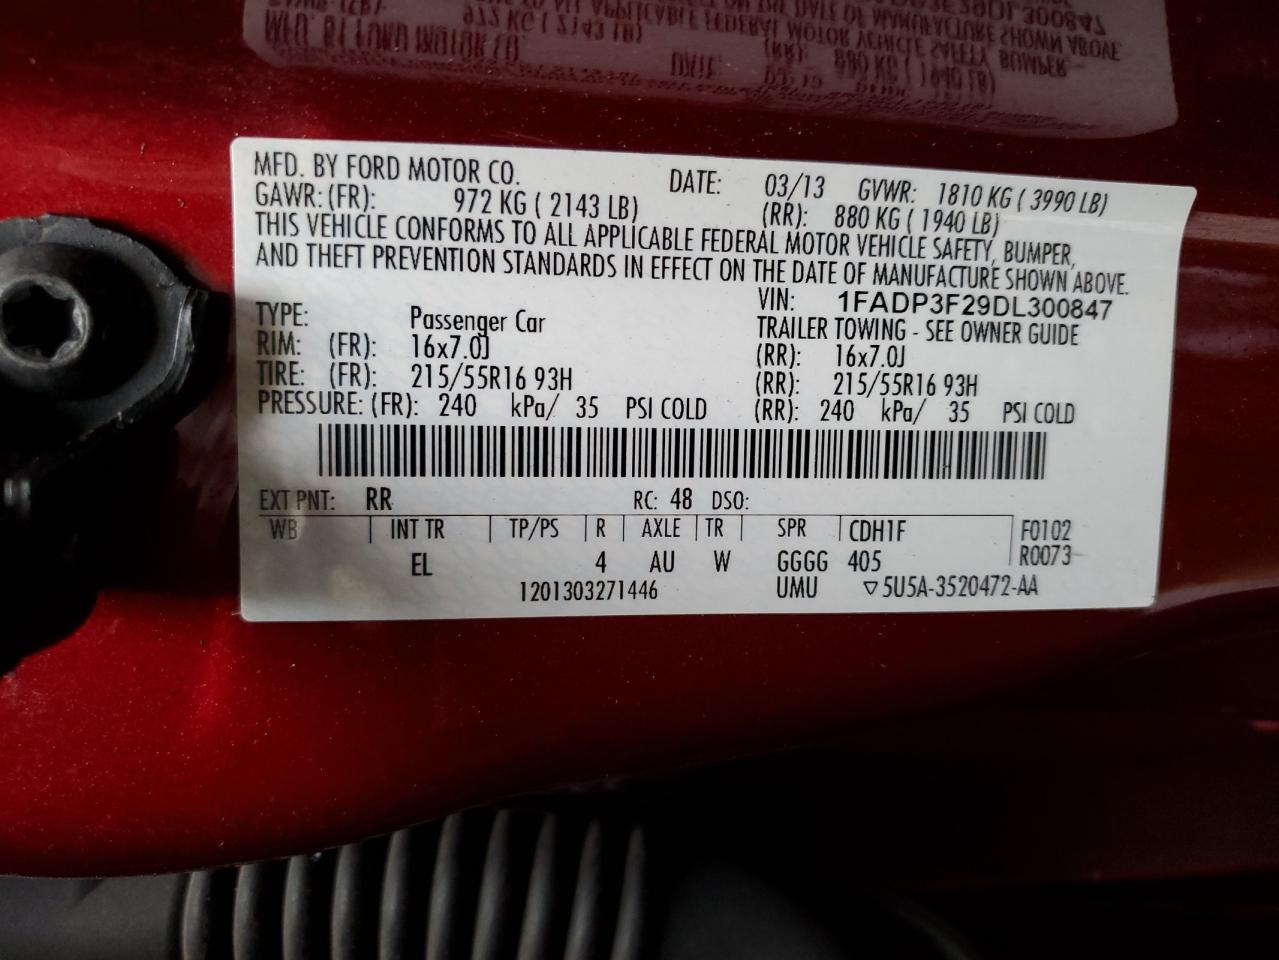 MFD. BY FORD MOTOR CO. DATE: 03/13 GVWR: 1810 KG ( 3990 LB)
GAWR: (FR): 972 KG ( 2143 LB) (RR): 880 KG ( 1940 LB)
THIS VEHICLE CONFORMS TO ALL APPLICABLE FEDERAL MOTOR VEHICLE SAFETY, BUMPER,
AND THEFT PREVENTION STANDARDS IN EFFECT ON THE DATE OF MANUFACTURE SHOWN ABOVE.
VIN: 1FADP3F29DL300847
TYPE: Passenger Car TRAILER TOWING - SEE OWNER GUIDE
RIM: (FR): 16x7.0J (RR): 16x7.0J
TIRE: (FR): 215/55R16 93H (RR): 215/55R16 93H
PRESSURE: (FR): 240 kPa/ 35 PSI COLD (RR): 240 kPa/ 35 PSI COLD
EXT PNT: RR RC: 48 DSO:
WB INT TR TP/PS R AXLE TR SPR CDH1F F0102
EL 4 AU W GGGG 405 R0073
1201303271446 UMU ▽5U5A-3520472-AA